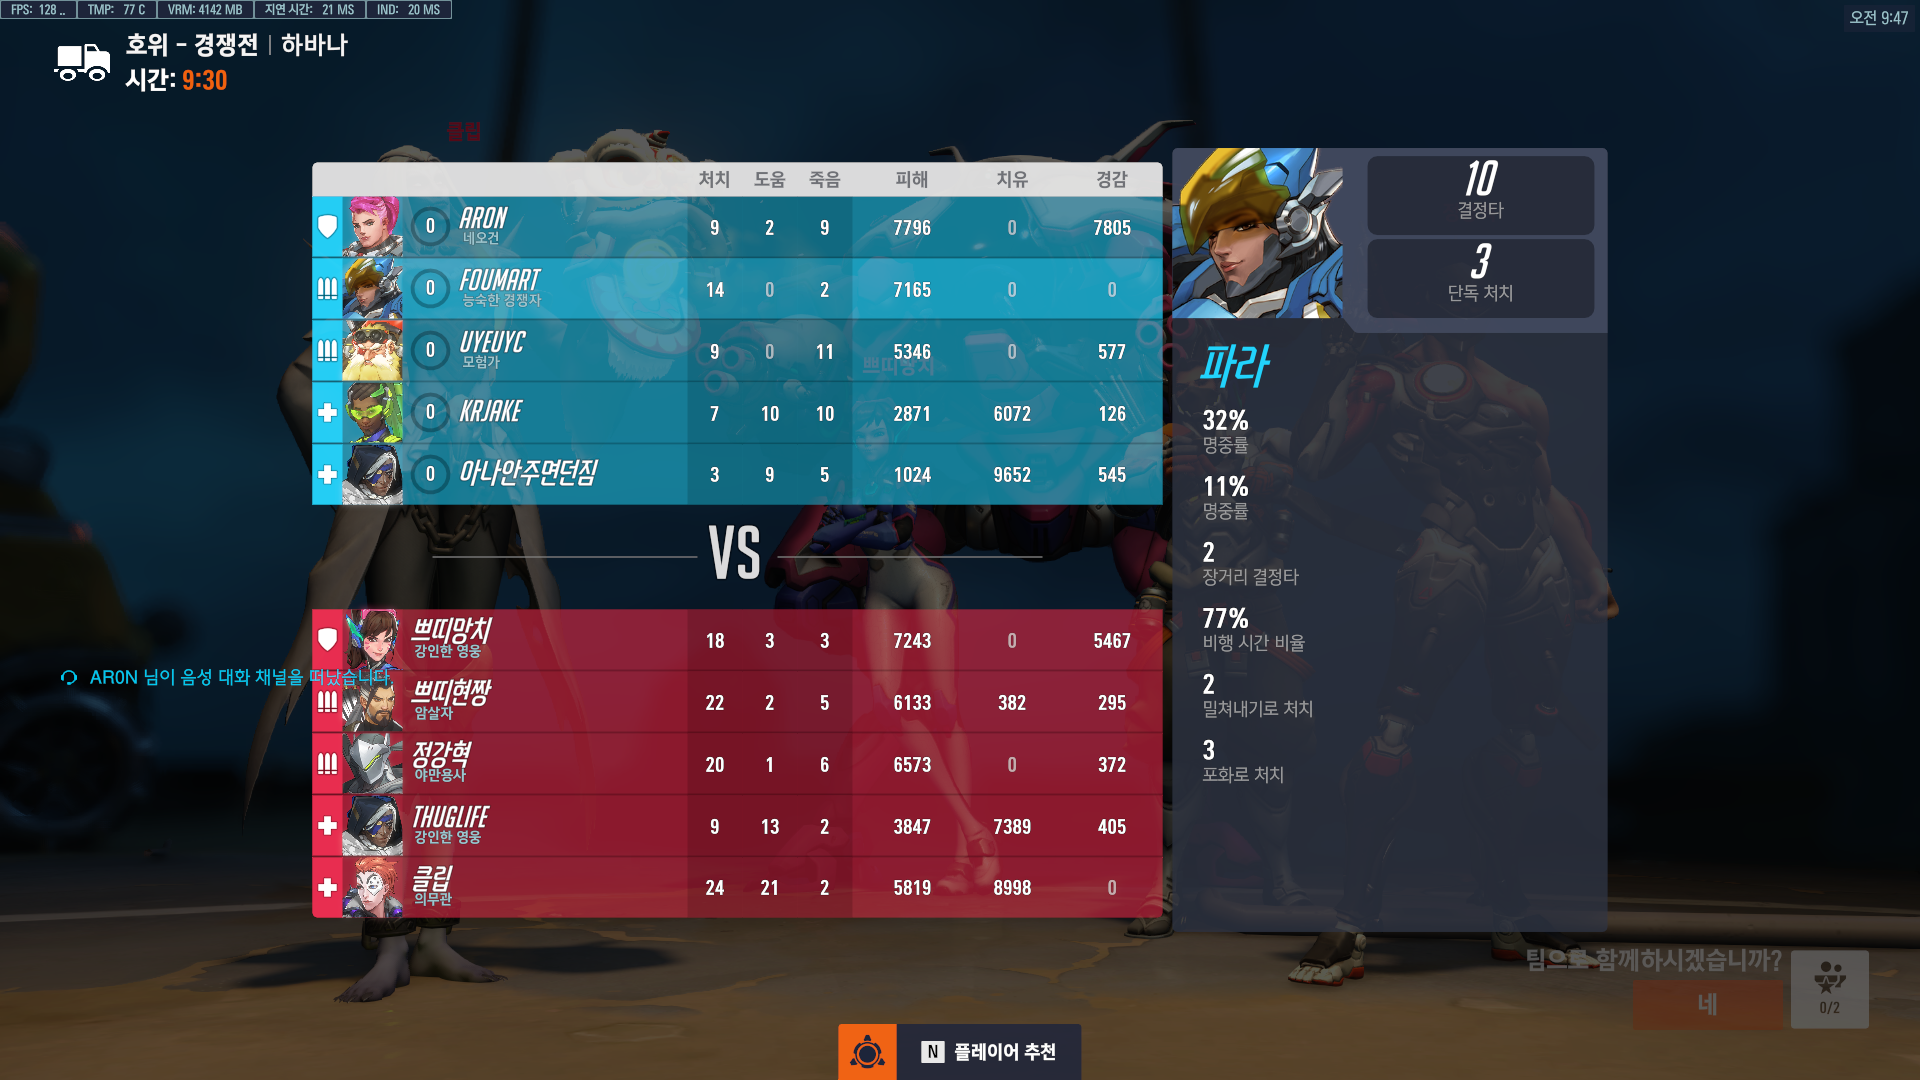 FPS: 128 .. TMP: 77 C VRM: 4142 MB 지연 시간: 21 MS IND: 20 MS
오전 9:47
호위 - 경쟁전 | 하바나
시간: 9:30
클립
처치 도움 죽음 피해 치유 경감
0 AR0N 9 2 9 7796 0 7805
네오건
0 FOUMART 14 0 2 7165 0 0
능숙한 경쟁자
0 UYEUYC 9 0 11 5346 0 577
모험가
0 KRJAKE 7 10 10 2871 6072 126
0 아나안주면던짐 3 9 5 1024 9652 545
쁘띠망치
VS
쁘띠망치 18 3 3 7243 0 5467
강인한 영웅
AR0N 님이 음성 대화 채널을 떠났습니다.
쁘띠현짱 22 2 5 6133 382 295
암살자
정강혁 20 1 6 6573 0 372
야만용사
THUGLIFE 9 13 2 3847 7389 405
강인한 영웅
클립 24 21 2 5819 8998 0
의무관
10
결정타
3
단독 처치
파라
32%
명중률
11%
명중률
2
장거리 결정타
77%
비행 시간 비율
2
밀쳐내기로 처치
3
포화로 처치
팀으로 함께하시겠습니까?
네
0/2
N 플레이어 추천